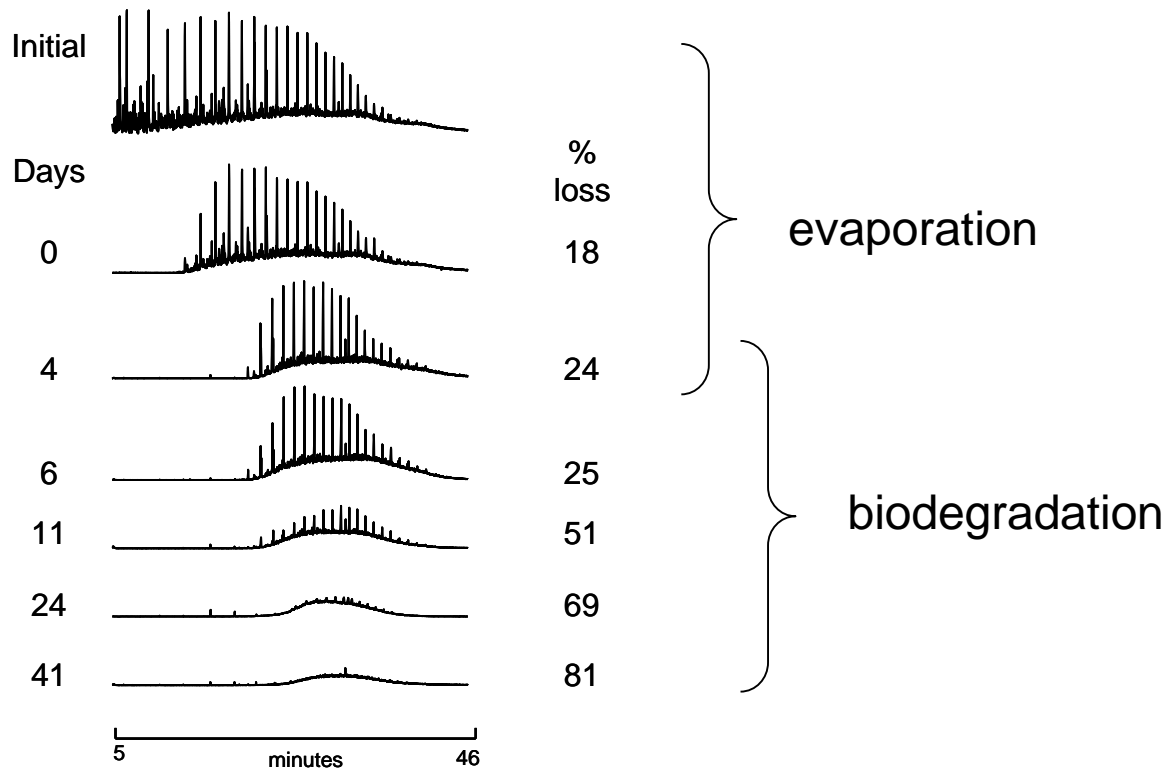 Initial
Days
%
loss
0
18
evaporation
4
24
6
25
biodegradation
11
51
24
69
41
81
5
minutes
46